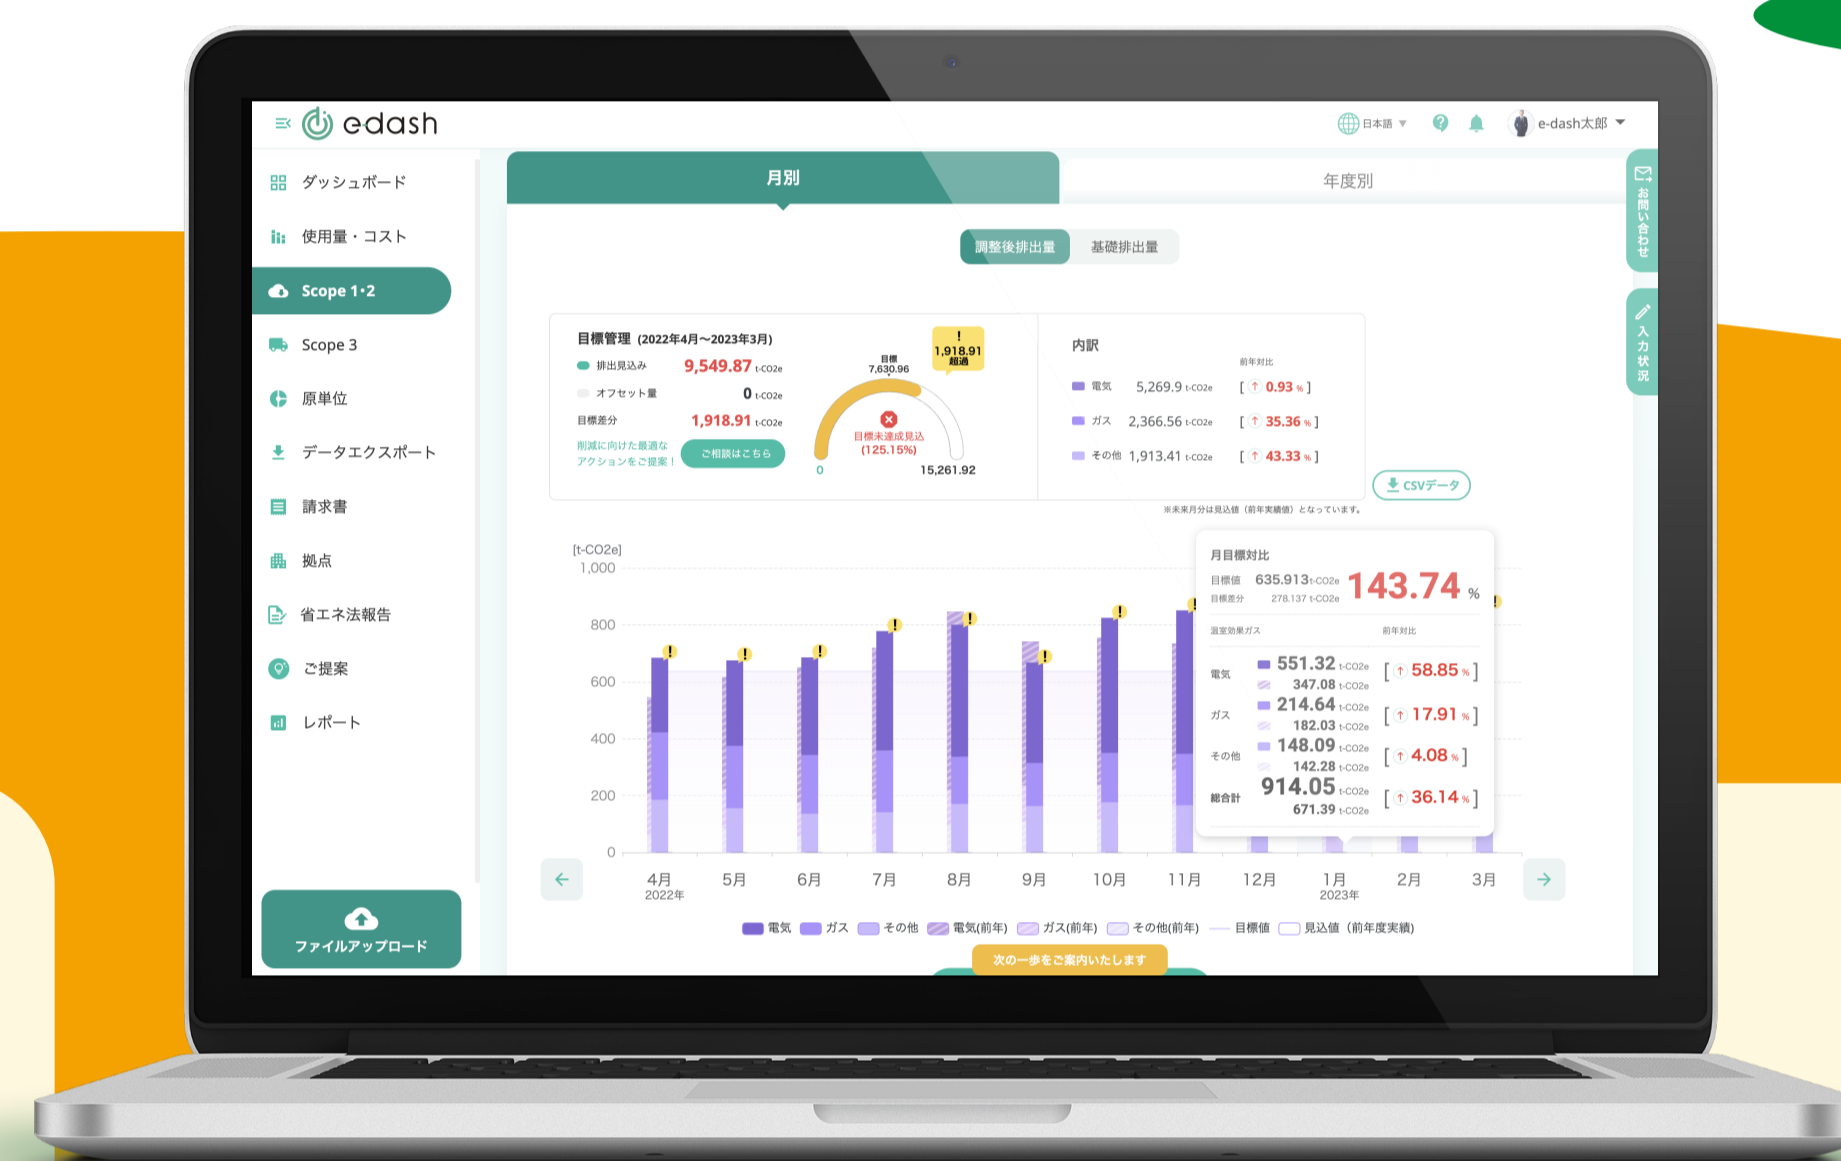 e-dash
日本語
e-dash太郎
ダッシュボード
使用量・コスト
Scope 1・2
Scope 3
原単位
データエクスポート
請求書
拠点
省エネ法報告
ご提案
レポート
ファイルアップロード
月別
年度別
調整後排出量
基礎排出量
お問い合わせ
入力状況
目標管理 (2022年4月〜2023年3月)
排出見込み 9,549.87 t-CO2e
オフセット量 0 t-CO2e
目標差分 1,918.91 t-CO2e
削減に向けた最適な
アクションをご提案！
ご相談はこちら
目標
7,630.96
!
1,918.91
超過
目標未達成見込
(125.15%)
0
15,261.92
内訳
前年対比
電気 5,269.9 t-CO2e [ ↑ 0.93 % ]
ガス 2,366.56 t-CO2e [ ↑ 35.36 % ]
その他 1,913.41 t-CO2e [ ↑ 43.33 % ]
CSVデータ
※未来月分は見込値（前年実績値）となっています。
[t-CO2e]
1,000
800
600
400
200
0
! ! ! ! ! ! ! ! !
月目標対比
目標値 635.913 t-CO2e
目標差分 278.137 t-CO2e
143.74 %
温室効果ガス 前年対比
電気 551.32 t-CO2e [ ↑ 58.85 % ]
347.08 t-CO2e
ガス 214.64 t-CO2e [ ↑ 17.91 % ]
182.03 t-CO2e
その他 148.09 t-CO2e [ ↑ 4.08 % ]
142.28 t-CO2e
総合計 914.05 t-CO2e [ ↑ 36.14 % ]
671.39 t-CO2e
4月 5月 6月 7月 8月 9月 10月 11月 12月 1月 2月 3月
2022年 2023年
電気 ガス その他 電気(前年) ガス(前年) その他(前年) 目標値 見込値（前年度実績）
次の一歩をご案内いたします